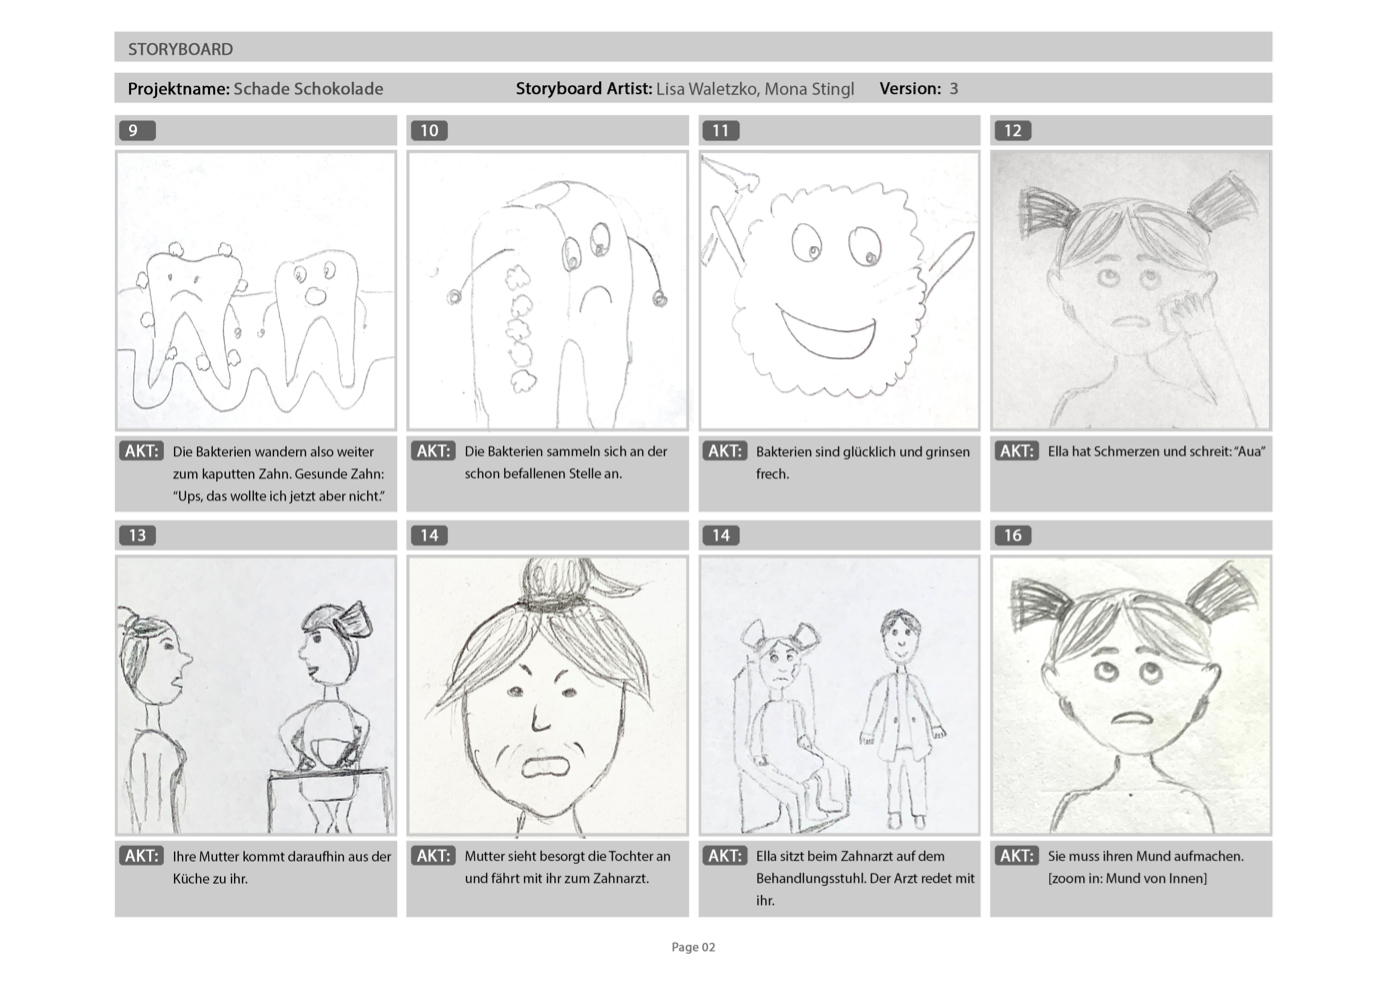 STORYBOARD
Projektname: Schade Schokolade Storyboard Artist: Lisa Waletzko, Mona Stingl Version: 3
9 10 11 12
AKT: Die Bakterien wandern also weiter
zum kaputten Zahn. Gesunde Zahn:
“Ups, das wollte ich jetzt aber nicht.”
AKT: Die Bakterien sammeln sich an der
schon befallenen Stelle an.
AKT: Bakterien sind glücklich und grinsen
frech.
AKT: Ella hat Schmerzen und schreit: “Aua”
13 14 14 16
AKT: Ihre Mutter kommt daraufhin aus der
Küche zu ihr.
AKT: Mutter sieht besorgt die Tochter an
und fährt mit ihr zum Zahnarzt.
AKT: Ella sitzt beim Zahnarzt auf dem
Behandlungsstuhl. Der Arzt redet mit
ihr.
AKT: Sie muss ihren Mund aufmachen.
[zoom in: Mund von Innen]
Page 02